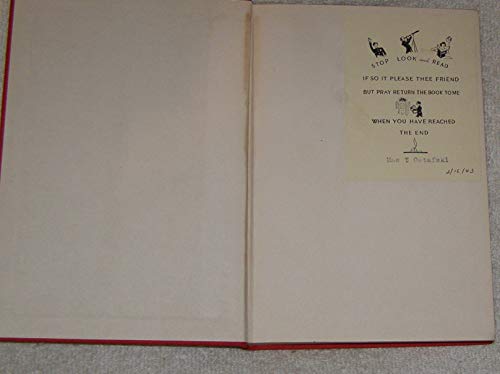 STOP LOOK and READ
IF SO IT PLEASE THEE FRIEND
BUT PRAY RETURN THE BOOK TO ME
WHEN YOU HAVE REACHED
THE END